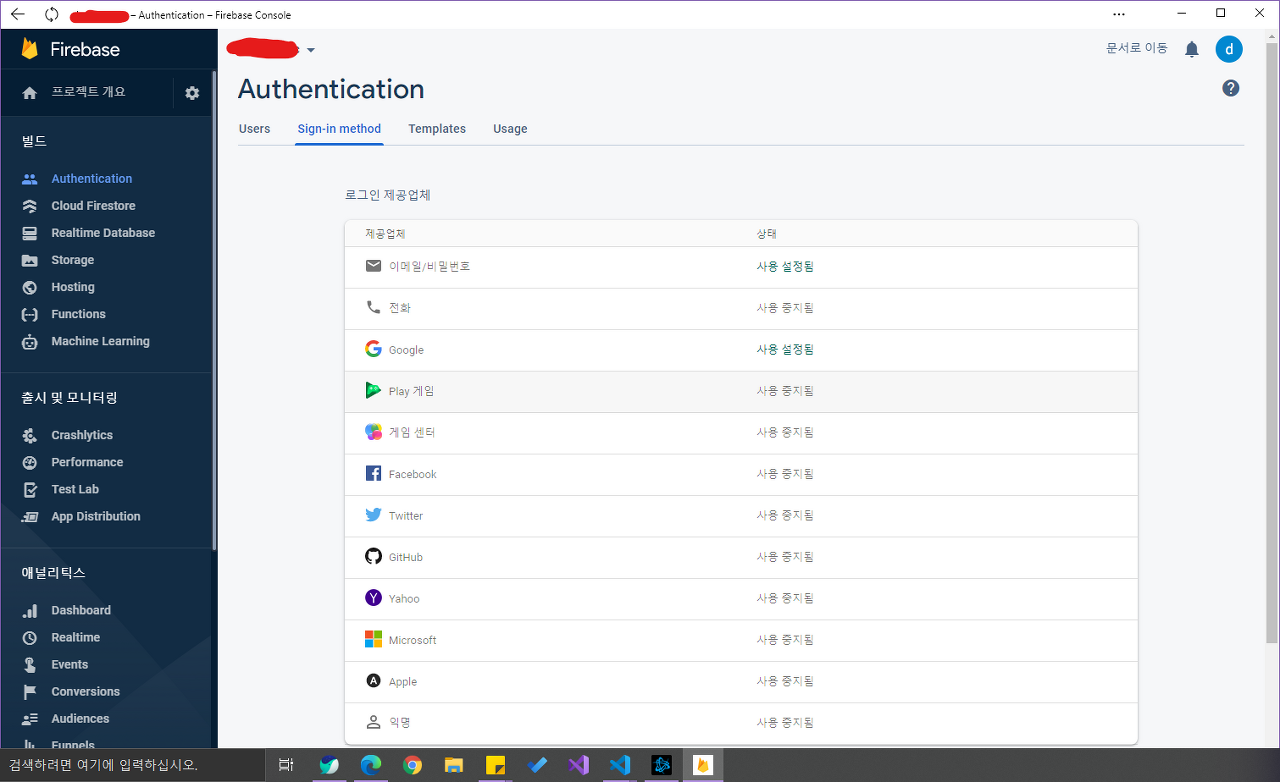 – Authentication – Firebase Console
Firebase
문서로 이동
d
프로젝트 개요
Authentication
?
Users Sign-in method Templates Usage
빌드
Authentication
Cloud Firestore
Realtime Database
Storage
Hosting
Functions
Machine Learning
출시 및 모니터링
Crashlytics
Performance
Test Lab
App Distribution
애널리틱스
Dashboard
Realtime
Events
Conversions
Audiences
Funnels
로그인 제공업체
제공업체 상태
이메일/비밀번호 사용 설정됨
전화 사용 중지됨
Google 사용 설정됨
Play 게임 사용 중지됨
게임 센터 사용 중지됨
Facebook 사용 중지됨
Twitter 사용 중지됨
GitHub 사용 중지됨
Yahoo 사용 중지됨
Microsoft 사용 중지됨
Apple 사용 중지됨
익명 사용 중지됨
검색하려면 여기에 입력하십시오.